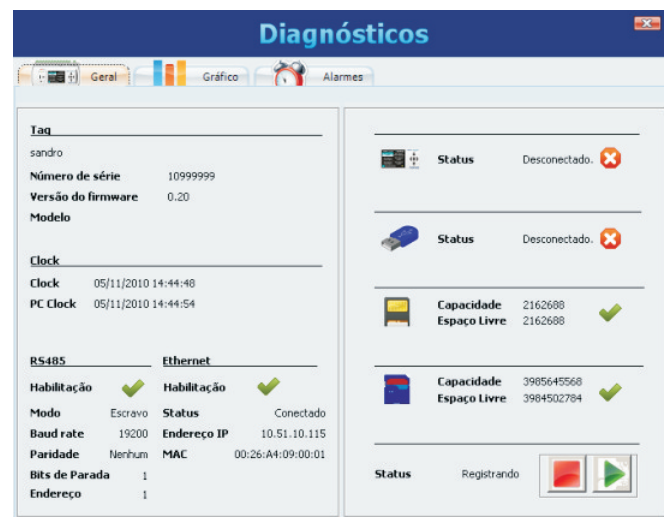 Diagnósticos
Geral
Gráfico
Alarmes
Tag
sandro
Número de série 10999999
Versão do firmware 0.20
Modelo
Clock
Clock 05/11/2010 14:44:48
PC Clock 05/11/2010 14:44:54
RS485
Habilitação
Modo Escravo
Baud rate 19200
Paridade Nenhum
Bits de Parada 1
Endereço 1
Ethernet
Habilitação
Status Conectado
Endereço IP 10.51.10.115
MAC 00:26:A4:09:00:01
Status Desconectado.
Status Desconectado.
Capacidade 2162688
Espaço Livre 2162688
Capacidade 3985645568
Espaço Livre 3984502784
Status Registrando